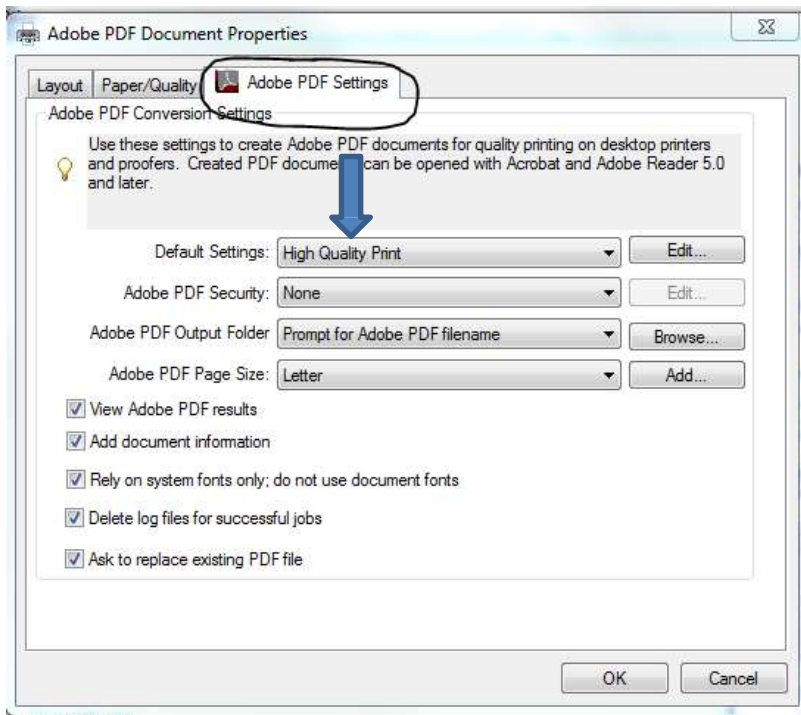 Adobe PDF Document Properties
Layout Paper/Quality Adobe PDF Settings
Adobe PDF Conversion Settings
Use these settings to create Adobe PDF documents for quality printing on desktop printers
and proofers. Created PDF documents can be opened with Acrobat and Adobe Reader 5.0
and later.
Default Settings: High Quality Print Edit...
Adobe PDF Security: None Edit...
Adobe PDF Output Folder Prompt for Adobe PDF filename Browse...
Adobe PDF Page Size: Letter Add...
View Adobe PDF results
Add document information
Rely on system fonts only; do not use document fonts
Delete log files for successful jobs
Ask to replace existing PDF file
OK Cancel